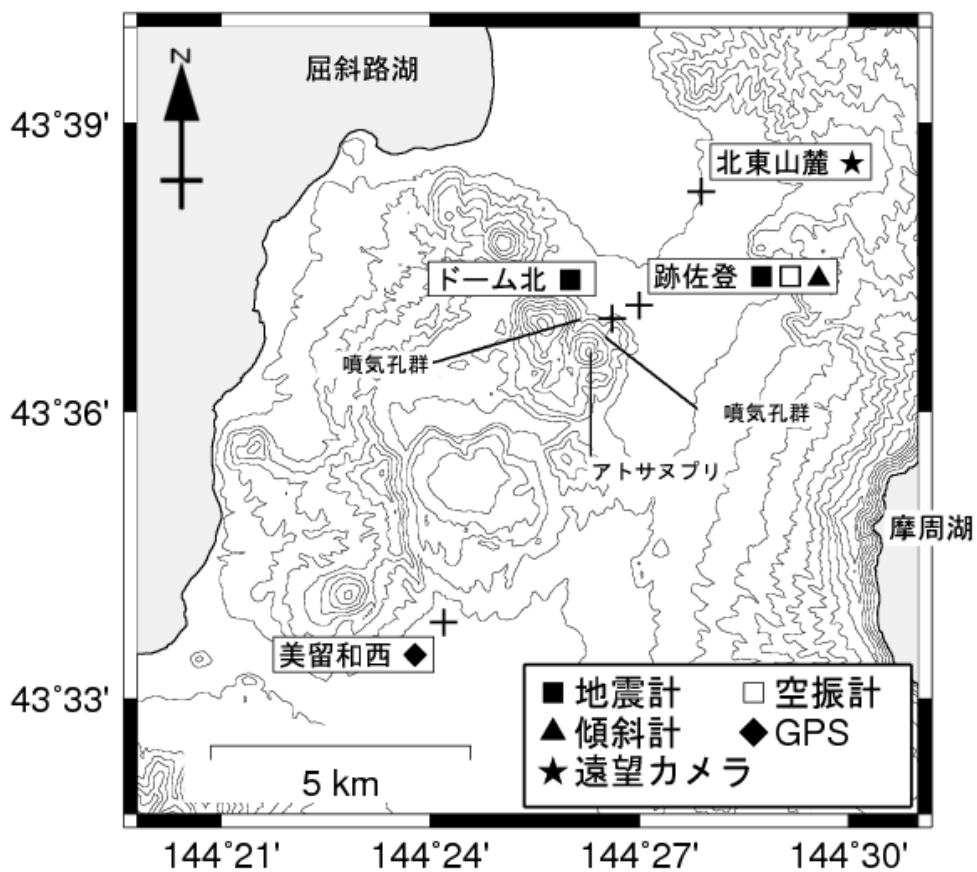 N
屈斜路湖
43°39'
北東山麓 ★
ドーム北 ■
跡佐登 ■□▲
噴気孔群
43°36'
噴気孔群
アトサヌプリ
摩周湖
美留和西 ◆
43°33'
■ 地震計 □ 空振計
▲ 傾斜計 ◆ GPS
★ 遠望カメラ
5 km
144°21' 144°24' 144°27' 144°30'